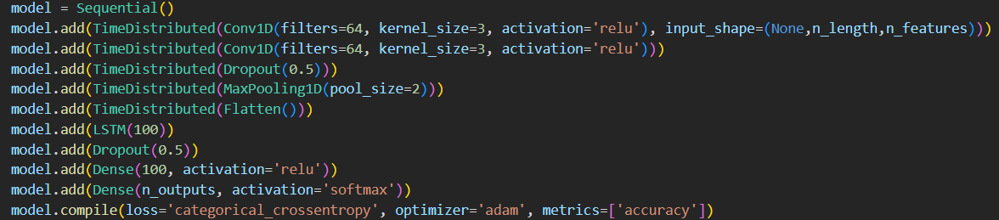 model = Sequential()
model.add(TimeDistributed(Conv1D(filters=64, kernel_size=3, activation='relu'), input_shape=(None,n_length,n_features)))
model.add(TimeDistributed(Conv1D(filters=64, kernel_size=3, activation='relu')))
model.add(TimeDistributed(Dropout(0.5)))
model.add(TimeDistributed(MaxPooling1D(pool_size=2)))
model.add(TimeDistributed(Flatten()))
model.add(LSTM(100))
model.add(Dropout(0.5))
model.add(Dense(100, activation='relu'))
model.add(Dense(n_outputs, activation='softmax'))
model.compile(loss='categorical_crossentropy', optimizer='adam', metrics=['accuracy'])